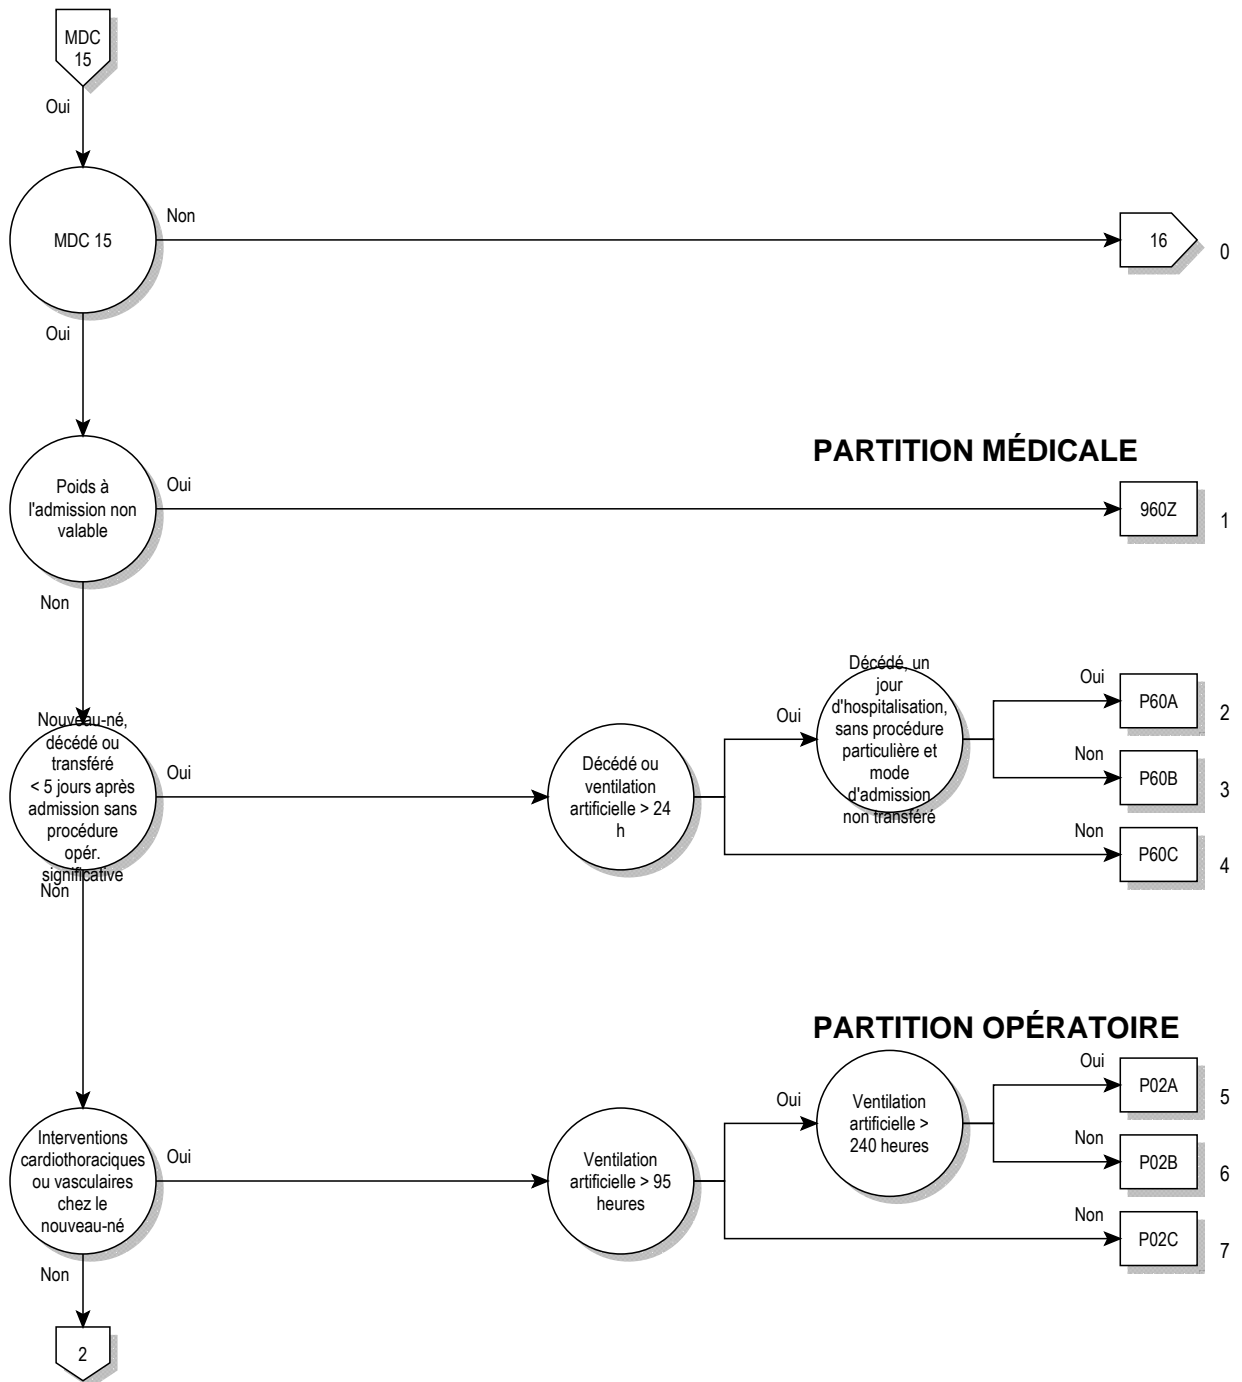 MDC
15
Oui
MDC 15
Non
16
0
Oui
PARTITION MÉDICALE
Poids à
l'admission non
valable
Oui
960Z
1
Non
Nouveau-né,
décédé ou
transféré
< 5 jours après
admission sans
procédure
opér.
significative
Oui
Décédé ou
ventilation
artificielle > 24
h
Oui
Décédé, un
jour
d'hospitalisation,
sans procédure
particulière et
mode
d'admission
non transféré
Oui
P60A
2
Non
P60B
3
Non
P60C
4
Non
PARTITION OPÉRATOIRE
Interventions
cardiothoraciques
ou vasculaires
chez le
nouveau-né
Oui
Ventilation
artificielle > 95
heures
Oui
Ventilation
artificielle >
240 heures
Oui
P02A
5
Non
P02B
6
Non
P02C
7
Non
2